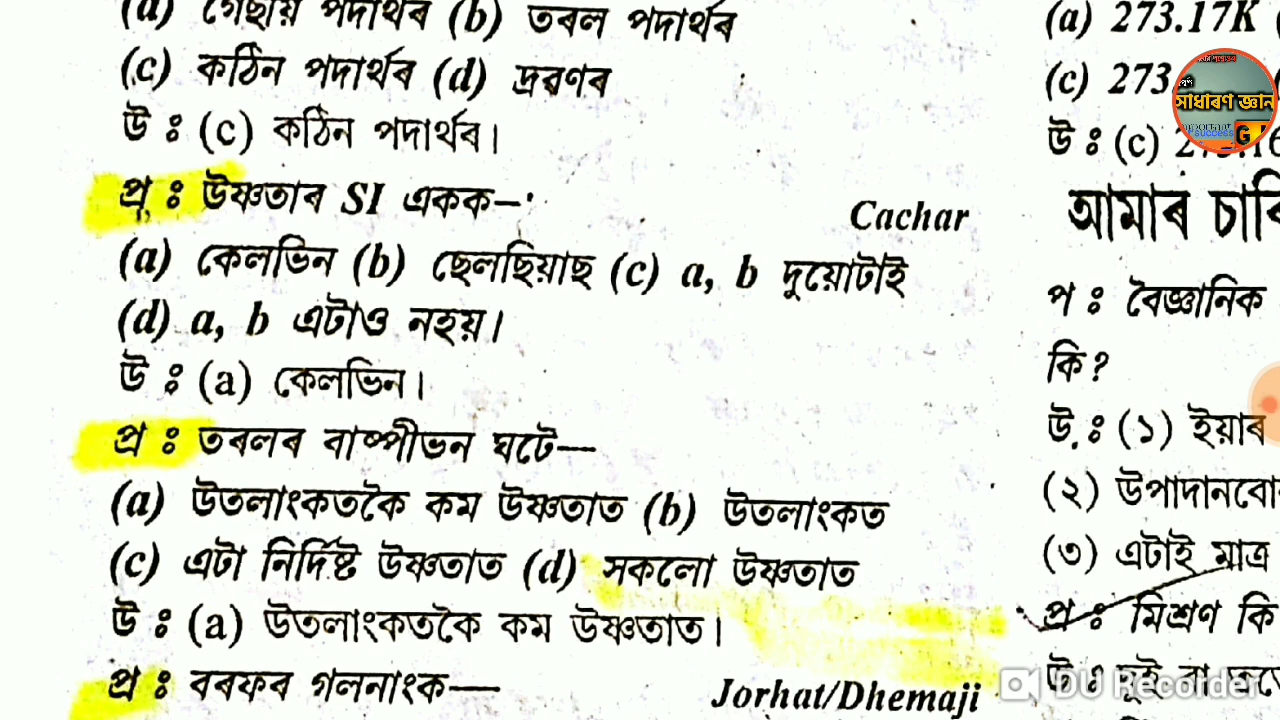 (a) গেছীয় পদাৰ্থৰ (b) তৰল পদাৰ্থৰ
(c) কঠিন পদাৰ্থৰ (d) দ্ৰৱণৰ
উ ঃ (c) কঠিন পদাৰ্থৰ।
প্ৰ ঃ উষ্ণতাৰ SI একক—
Cachar
(a) কেলভিন (b) ছেলছিয়াছ (c) a, b দুয়োটাই
(d) a, b এটাও নহয়।
উ ঃ (a) কেলভিন।
প্ৰ ঃ তৰলৰ বাষ্পীভন ঘটে—
(a) উতলাংকতকৈ কম উষ্ণতাত (b) উতলাংকত
(c) এটা নিৰ্দিষ্ট উষ্ণতাত (d) সকলো উষ্ণতাত
উ ঃ (a) উতলাংকতকৈ কম উষ্ণতাত।
প্ৰ ঃ বৰফৰ গলনাংক—
Jorhat/Dhemaji
(a) 273.17K
(c) 273
উ ঃ (c)
আমাৰ
প ঃ বৈজ্ঞানিক
কি?
উ ঃ (১) ইয়াৰ
(২)
(৩) এটাই মাত্ৰ
প্ৰ ঃ মিশ্ৰণ কি
উ ঃ দুই বা
সাধাৰণ জ্ঞান
SUCCESS
DU Recorder